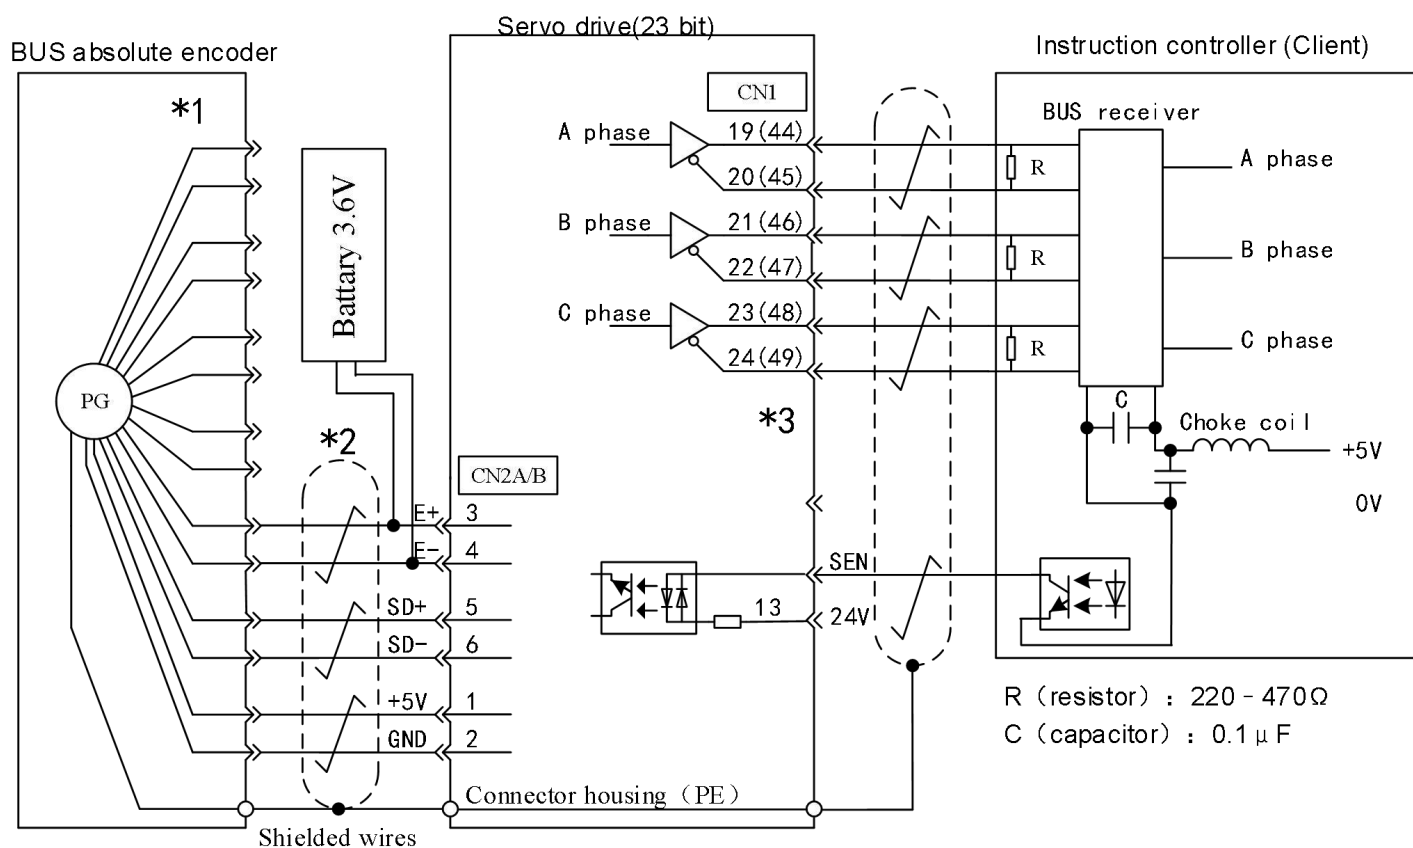 Servo drive(23 bit)
BUS absolute encoder
Instruction controller (Client)
*1
CN1
BUS receiver
A phase
19(44)
20(45)
R
A phase
Battary 3.6V
B phase
21(46)
22(47)
R
B phase
C phase
23(48)
24(49)
R
C phase
PG
C
*2
*3
Choke coil
+5V
0V
CN2A/B
E+ 3
E- 4
SD+ 5
SD- 6
+5V 1
GND 2
SEN
13
24V
R（resistor）：220－470Ω
C（capacitor）：0.1μF
Connector housing（PE）
Shielded wires